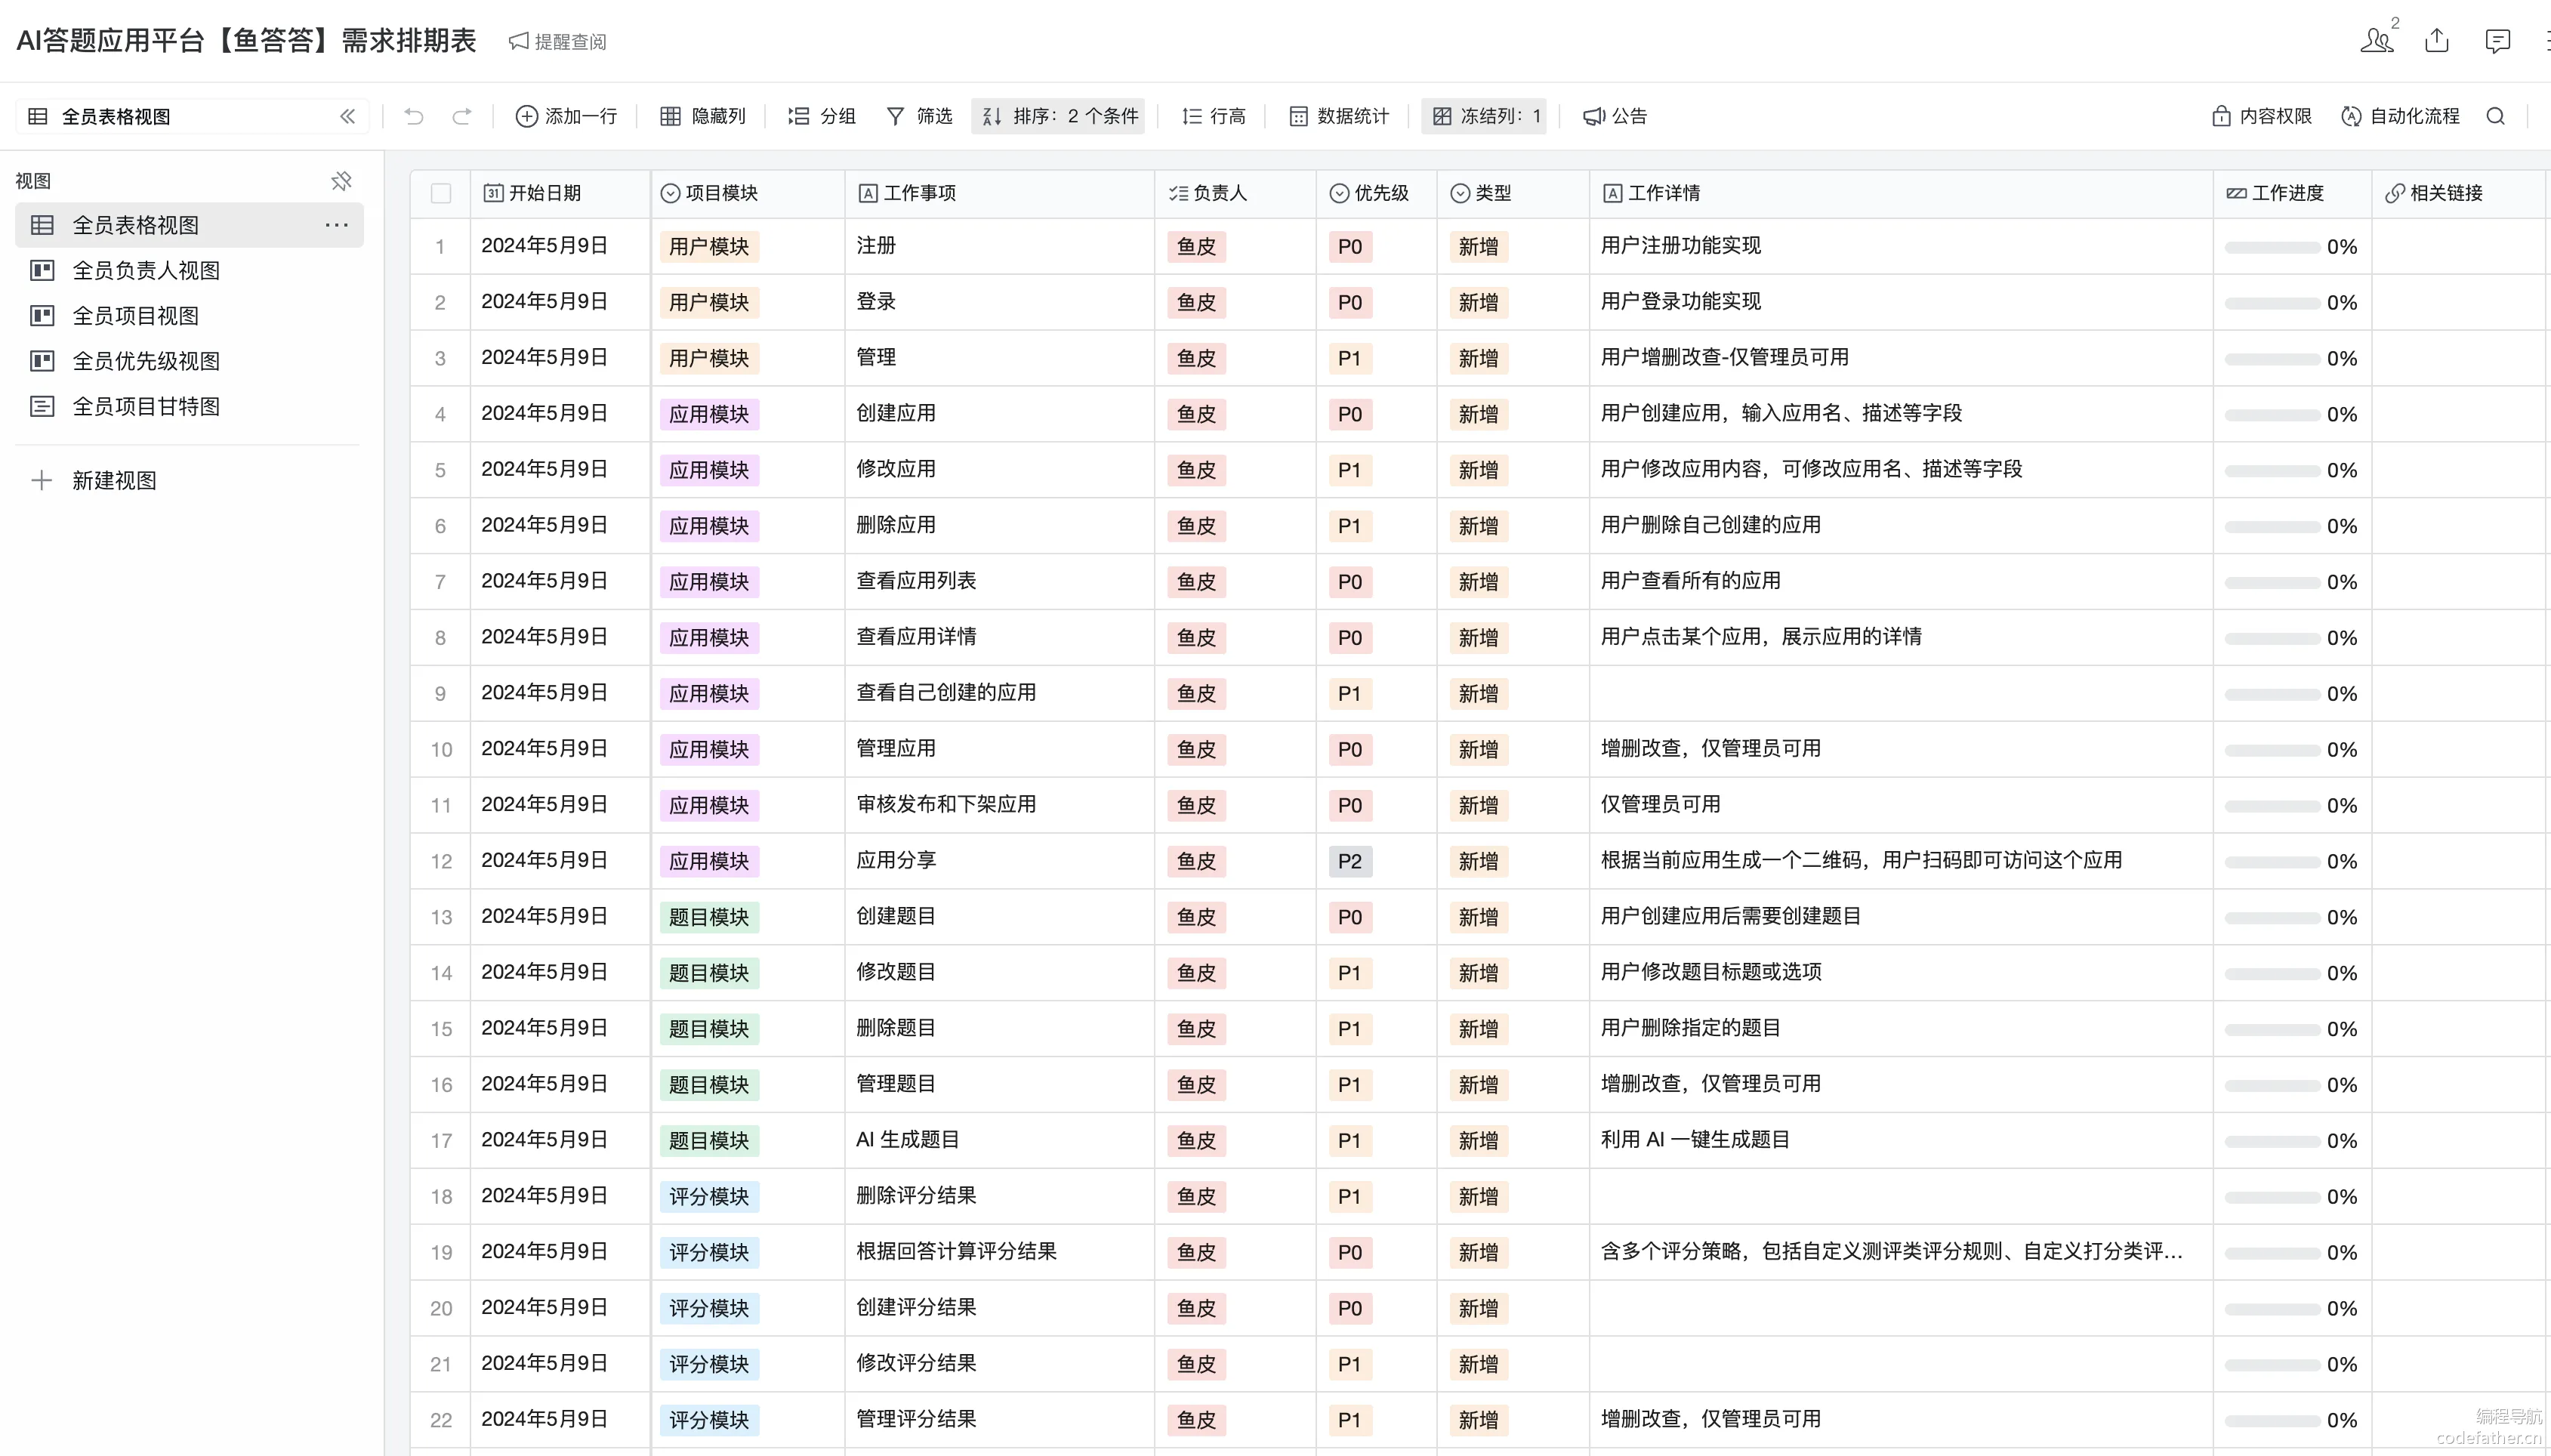 AI答题应用平台【鱼答答】需求排期表 提醒查阅 2
全员表格视图 添加一行 隐藏列 分组 筛选 排序：2 个条件 行高 数据统计 冻结列：1 公告 内容权限 自动化流程
视图
全员表格视图 ···
全员负责人视图
全员项目视图
全员优先级视图
全员项目甘特图
新建视图
开始日期 项目模块 工作事项 负责人 优先级 类型 工作详情 工作进度 相关链接
1 2024年5月9日 用户模块 注册 鱼皮 P0 新增 用户注册功能实现 0%
2 2024年5月9日 用户模块 登录 鱼皮 P0 新增 用户登录功能实现 0%
3 2024年5月9日 用户模块 管理 鱼皮 P1 新增 用户增删改查-仅管理员可用 0%
4 2024年5月9日 应用模块 创建应用 鱼皮 P0 新增 用户创建应用，输入应用名、描述等字段 0%
5 2024年5月9日 应用模块 修改应用 鱼皮 P1 新增 用户修改应用内容，可修改应用名、描述等字段 0%
6 2024年5月9日 应用模块 删除应用 鱼皮 P1 新增 用户删除自己创建的应用 0%
7 2024年5月9日 应用模块 查看应用列表 鱼皮 P0 新增 用户查看所有的应用 0%
8 2024年5月9日 应用模块 查看应用详情 鱼皮 P0 新增 用户点击某个应用，展示应用的详情 0%
9 2024年5月9日 应用模块 查看自己创建的应用 鱼皮 P1 新增 0%
10 2024年5月9日 应用模块 管理应用 鱼皮 P0 新增 增删改查，仅管理员可用 0%
11 2024年5月9日 应用模块 审核发布和下架应用 鱼皮 P0 新增 仅管理员可用 0%
12 2024年5月9日 应用模块 应用分享 鱼皮 P2 新增 根据当前应用生成一个二维码，用户扫码即可访问这个应用 0%
13 2024年5月9日 题目模块 创建题目 鱼皮 P0 新增 用户创建应用后需要创建题目 0%
14 2024年5月9日 题目模块 修改题目 鱼皮 P1 新增 用户修改题目标题或选项 0%
15 2024年5月9日 题目模块 删除题目 鱼皮 P1 新增 用户删除指定的题目 0%
16 2024年5月9日 题目模块 管理题目 鱼皮 P1 新增 增删改查，仅管理员可用 0%
17 2024年5月9日 题目模块 AI 生成题目 鱼皮 P1 新增 利用 AI 一键生成题目 0%
18 2024年5月9日 评分模块 删除评分结果 鱼皮 P1 新增 0%
19 2024年5月9日 评分模块 根据回答计算评分结果 鱼皮 P0 新增 含多个评分策略，包括自定义测评类评分规则、自定义打分类评... 0%
20 2024年5月9日 评分模块 创建评分结果 鱼皮 P0 新增 0%
21 2024年5月9日 评分模块 修改评分结果 鱼皮 P1 新增 0%
22 2024年5月9日 评分模块 管理评分结果 鱼皮 P1 新增 增删改查，仅管理员可用 0%
编程导航
codefather.cn